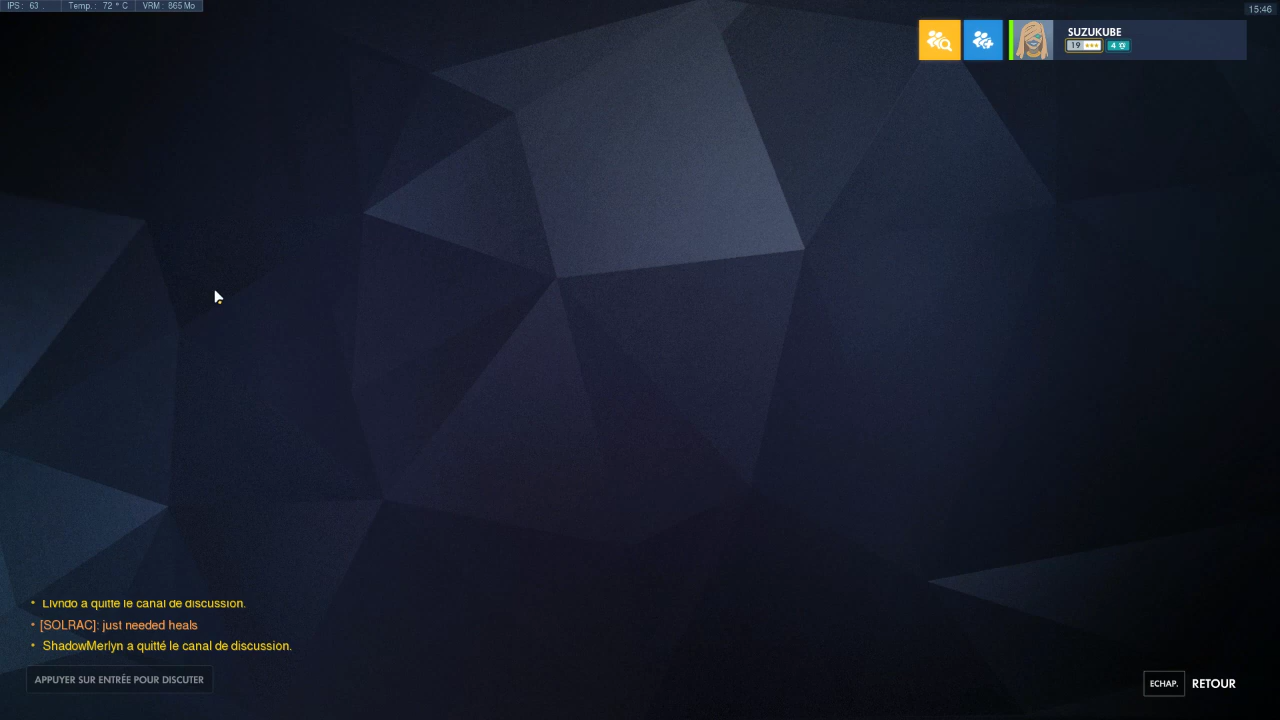 IPS : 63 . Temp. : 72 ° C VRM : 865 Mo
15:46
SUZUKUBE
19 4
• Livndo a quitté le canal de discussion.
• [SOLRAC]: just needed heals
• ShadowMerlyn a quitté le canal de discussion.
APPUYER SUR ENTRÉE POUR DISCUTER
ECHAP. RETOUR